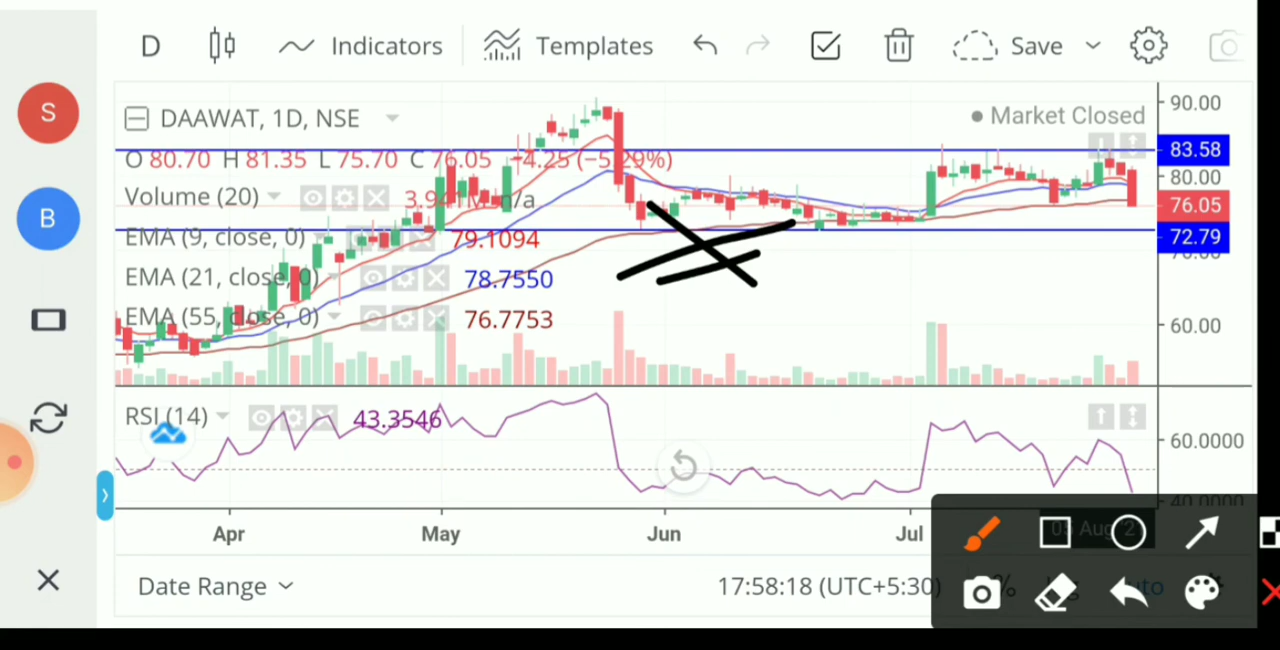 D Indicators Templates Save
S
DAAWAT, 1D, NSE Market Closed 90.00
O 80.70 H 81.35 L 75.70 C 76.05 −4.25 (−5.29%) 83.58
80.00
B
Volume (20) n/a 76.05
EMA (9, close, 0) 79.1094 72.79
EMA (21, close, 0) 78.7550
EMA (55, close, 0) 76.7753 60.00
RSI (14) 43.3546
60.0000
40.0000
Apr May Jun Jul
Date Range 17:58:18 (UTC+5:30) %